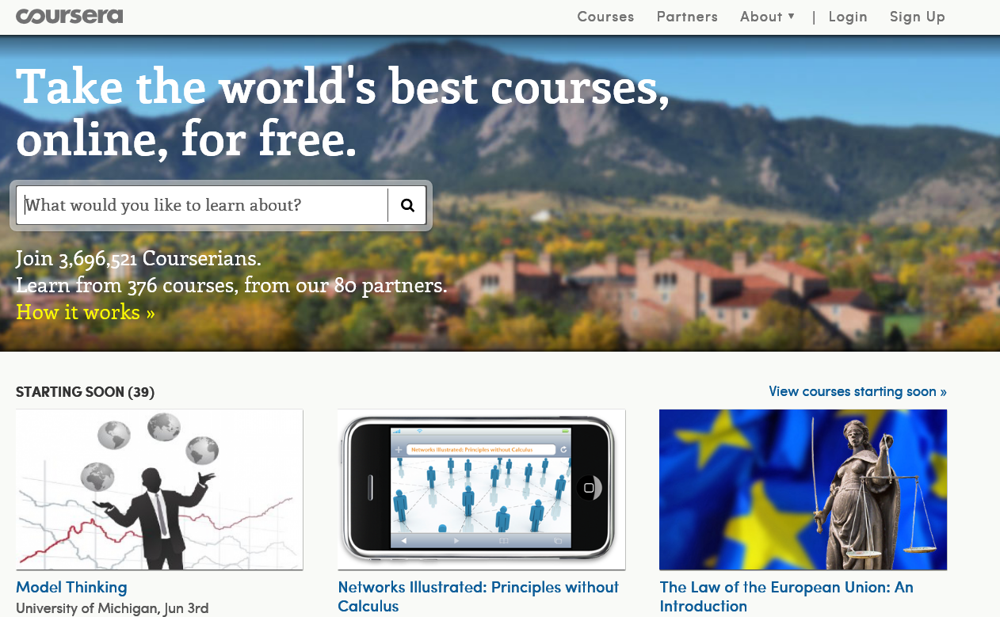 coursera
Courses Partners About ▼ | Login Sign Up
Take the world's best courses,
online, for free.
What would you like to learn about?
Join 3,696,521 Courserians.
Learn from 376 courses, from our 80 partners.
How it works »
STARTING SOON (39)
View courses starting soon »
Networks Illustrated: Principles without Calculus
Model Thinking
University of Michigan, Jun 3rd
Networks Illustrated: Principles without
Calculus
The Law of the European Union: An
Introduction